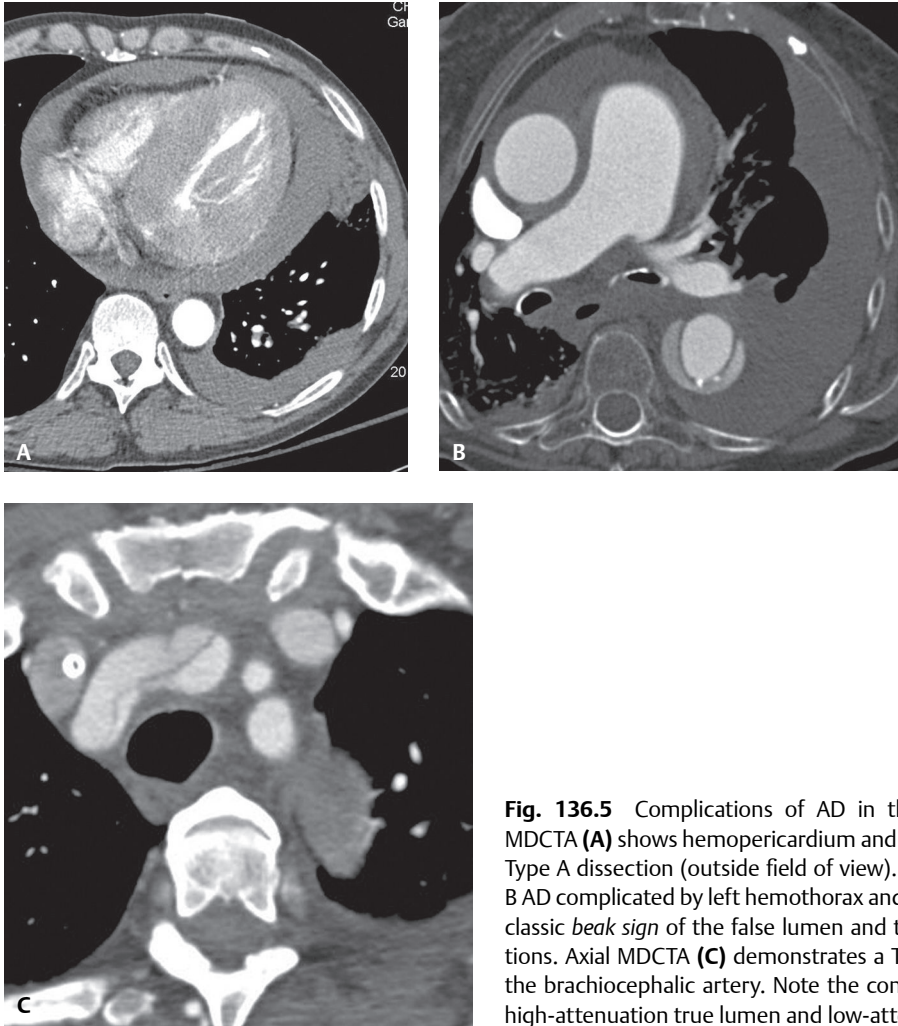 CH
Gar
20
A
B
C
Fig. 136.5 Complications of AD in th
MDCTA (A) shows hemopericardium and
Type A dissection (outside field of view).
B AD complicated by left hemothorax and
classic beak sign of the false lumen and t
tions. Axial MDCTA (C) demonstrates a T
the brachiocephalic artery. Note the con
high-attenuation true lumen and low-att